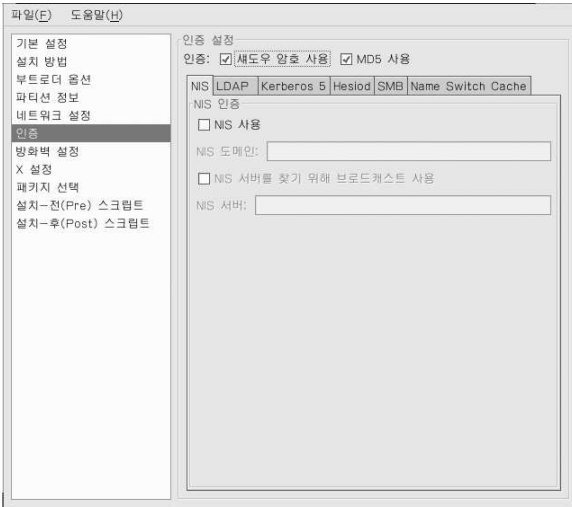 파일(F) 도움말(H)
기본 설정
설치 방법
부트로더 옵션
파티션 정보
네트워크 설정
인증
방화벽 설정
X 설정
패키지 선택
설치-전(Pre) 스크립트
설치-후(Post) 스크립트
인증 설정
인증: 섀도우 암호 사용 MD5 사용
NIS LDAP Kerberos 5 Hesiod SMB Name Switch Cache
NIS 인증
NIS 사용
NIS 도메인:
NIS 서버를 찾기 위해 브로드캐스트 사용
NIS 서버: